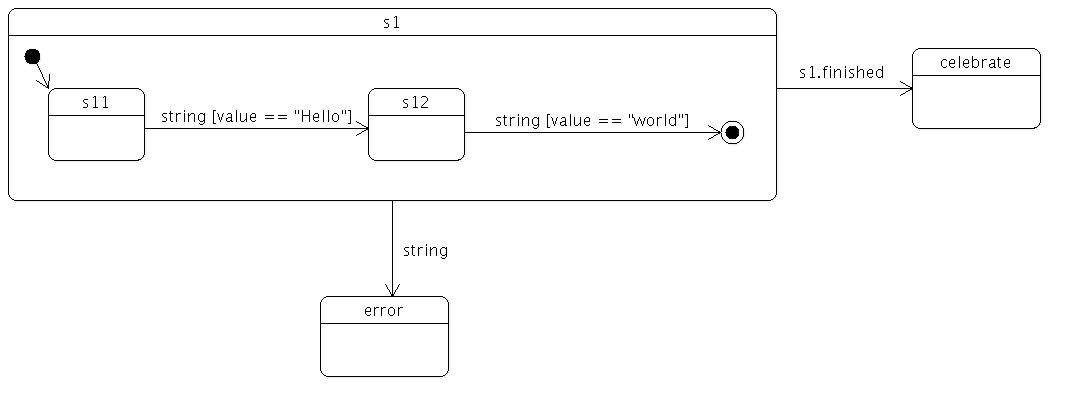 s1
s1.finished
celebrate
s11
string [value == "Hello"]
s12
string [value == "world"]
string
error